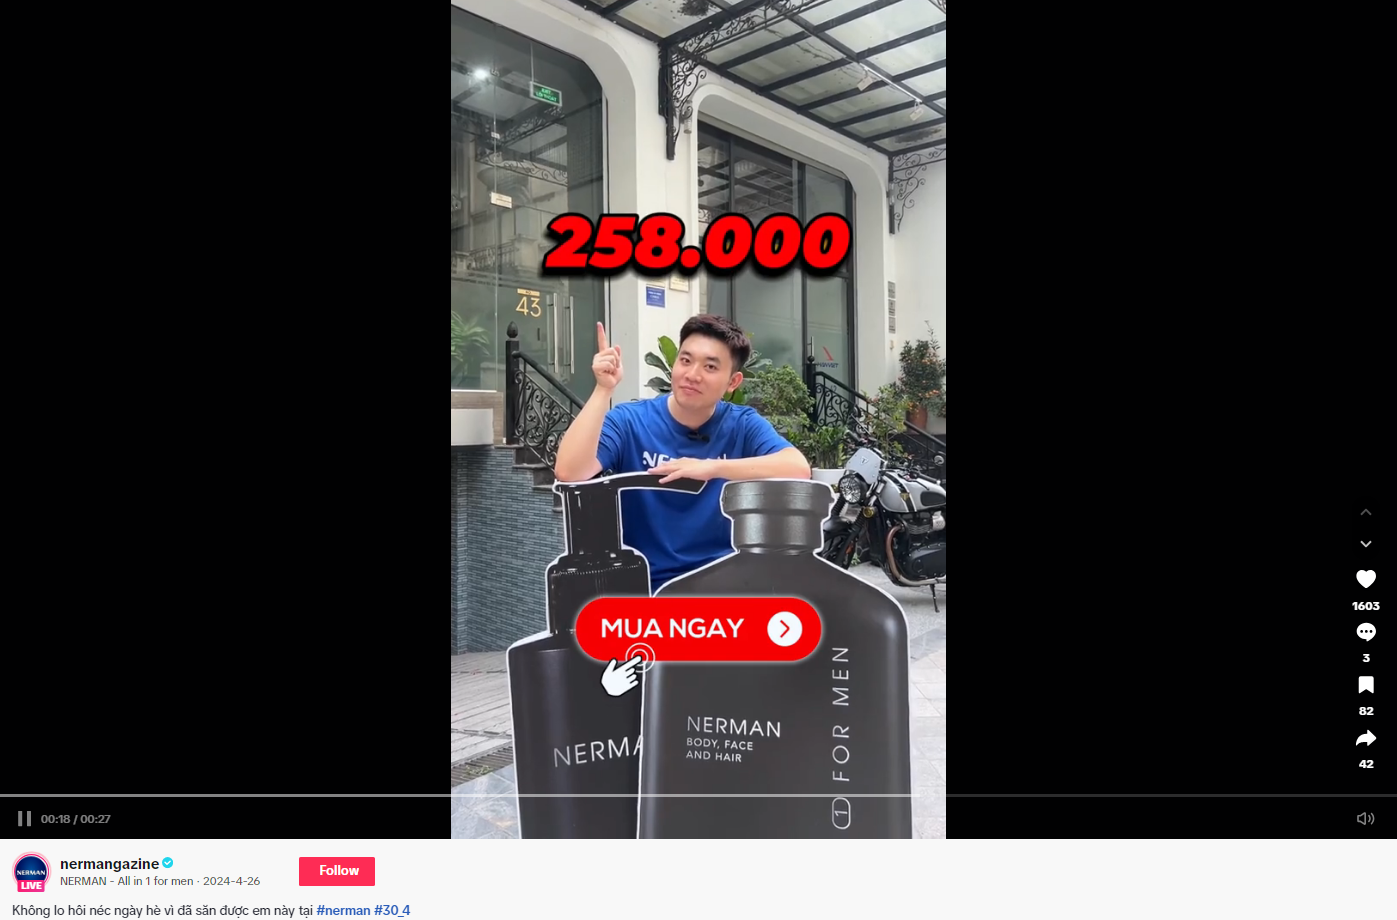 258.000
43
NERMAN
MUA NGAY
NERMA
NERMAN
BODY, FACE
AND HAIR
1 FOR MEN
1603
3
82
42
00:18 / 00:27
nermangazine
NERMAN
LIVE
NERMAN - All in 1 for men · 2024-4-26
Follow
Không lo hôi néc ngày hè vì đã săn được em này tại #nerman #30_4